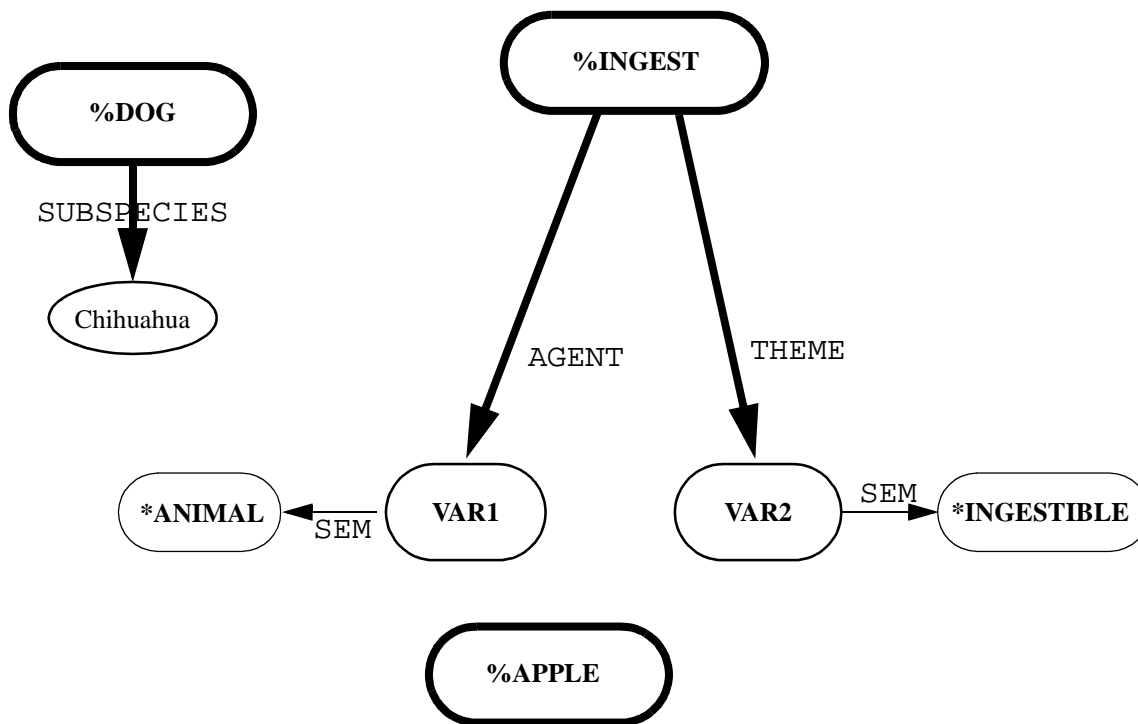 %INGEST
%DOG
SUBSPECIES
Chihuahua
AGENT
THEME
*ANIMAL
SEM
VAR1
VAR2
SEM
*INGESTIBLE
%APPLE